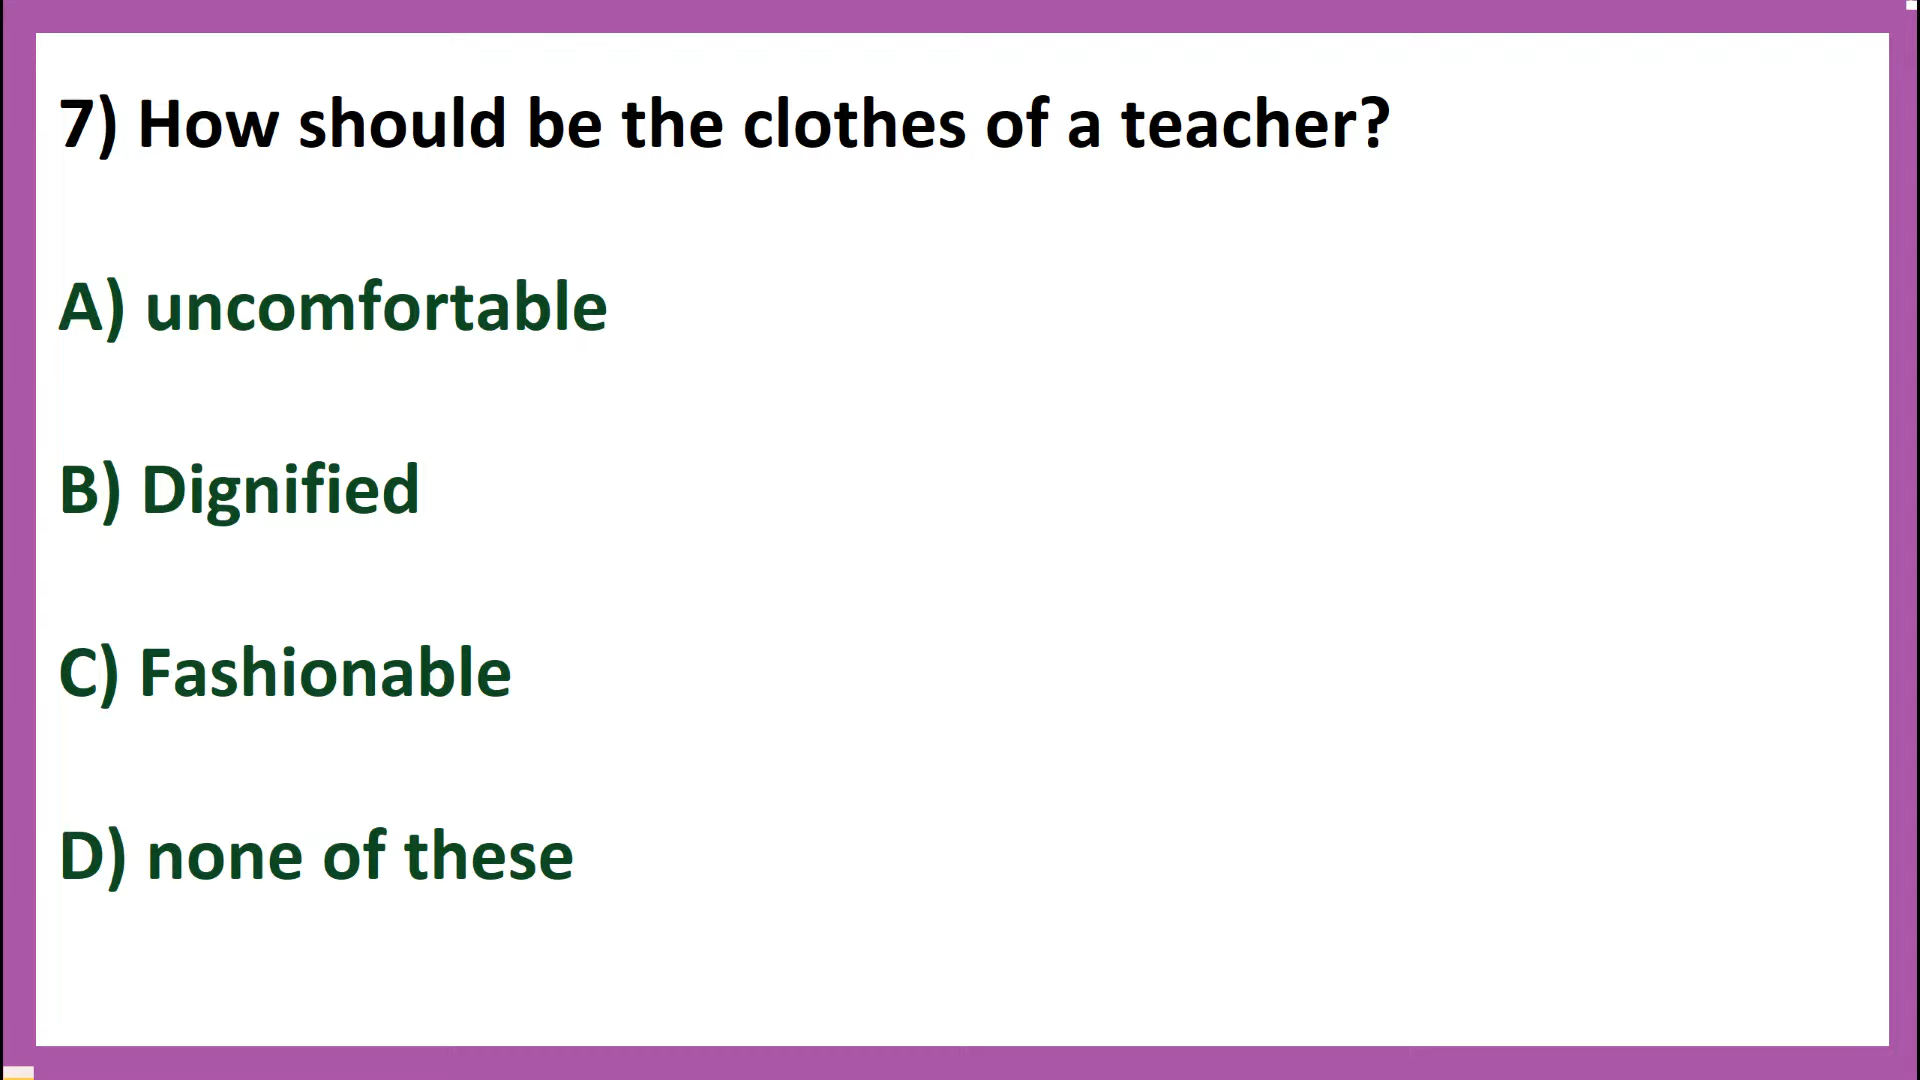 7) How should be the clothes of a teacher?
A) uncomfortable
B) Dignified
C) Fashionable
D) none of these